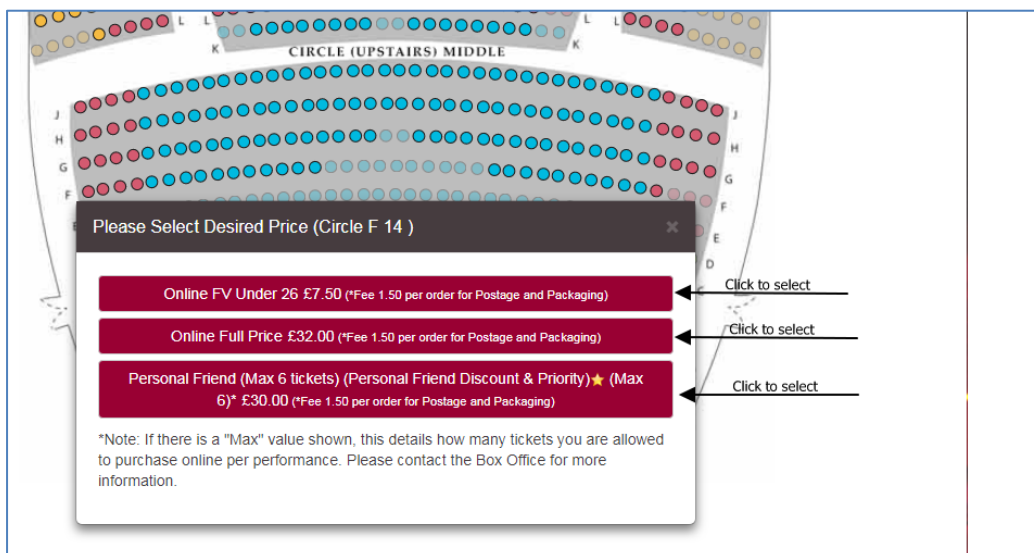 L L L L
K K
CIRCLE (UPSTAIRS) MIDDLE
J J
H H
G G
F F
E
D
Please Select Desired Price (Circle F 14 ) ×
Online FV Under 26 £7.50 (*Fee 1.50 per order for Postage and Packaging)
Click to select
Online Full Price £32.00 (*Fee 1.50 per order for Postage and Packaging)
Click to select
Personal Friend (Max 6 tickets) (Personal Friend Discount & Priority)⭐ (Max
6)* £30.00 (*Fee 1.50 per order for Postage and Packaging)
Click to select
*Note: If there is a "Max" value shown, this details how many tickets you are allowed
to purchase online per performance. Please contact the Box Office for more
information.